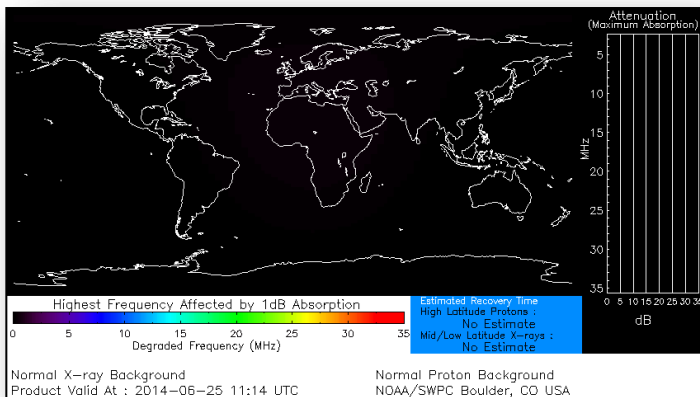 Attenuation
(Maximum Absorption)
5
10
15
20
25
30
35
MHz
0 5 10 15 20 25 30 35
dB
Highest Frequency Affected by 1dB Absorption
0 5 10 15 20 25 30 35
Degraded Frequency (MHz)
Estimated Recovery Time
High Latitude Protons :
No Estimate
Mid/Low Latitude X-rays :
No Estimate
Normal X-ray Background
Normal Proton Background
Product Valid At : 2014-06-25 11:14 UTC
NOAA/SWPC Boulder, CO USA